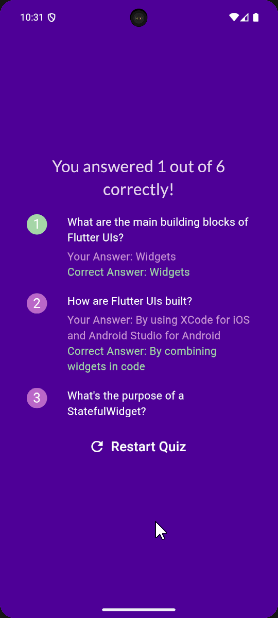 10:31
You answered 1 out of 6
correctly!
1
What are the main building blocks of
Flutter UIs?
Your Answer: Widgets
Correct Answer: Widgets
2
How are Flutter UIs built?
Your Answer: By using XCode for iOS
and Android Studio for Android
Correct Answer: By combining
widgets in code
3
What's the purpose of a
StatefulWidget?
Restart Quiz